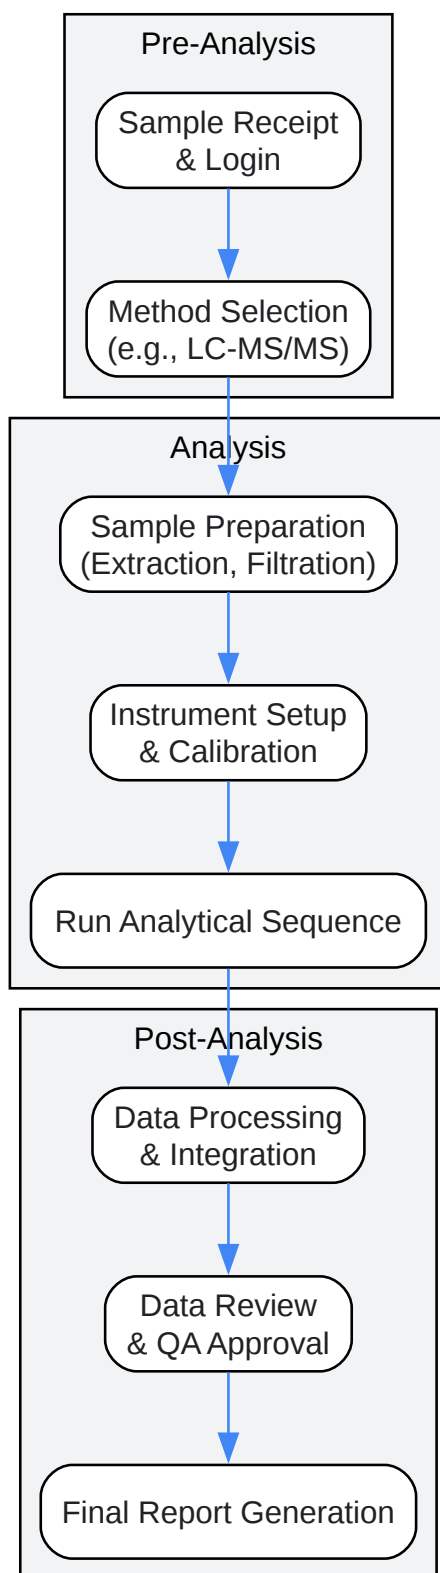 Pre-Analysis
Sample Receipt
& Login
Method Selection
(e.g., LC-MS/MS)
Analysis
Sample Preparation
(Extraction, Filtration)
Instrument Setup
& Calibration
Run Analytical Sequence
Post-Analysis
Data Processing
& Integration
Data Review
& QA Approval
Final Report Generation